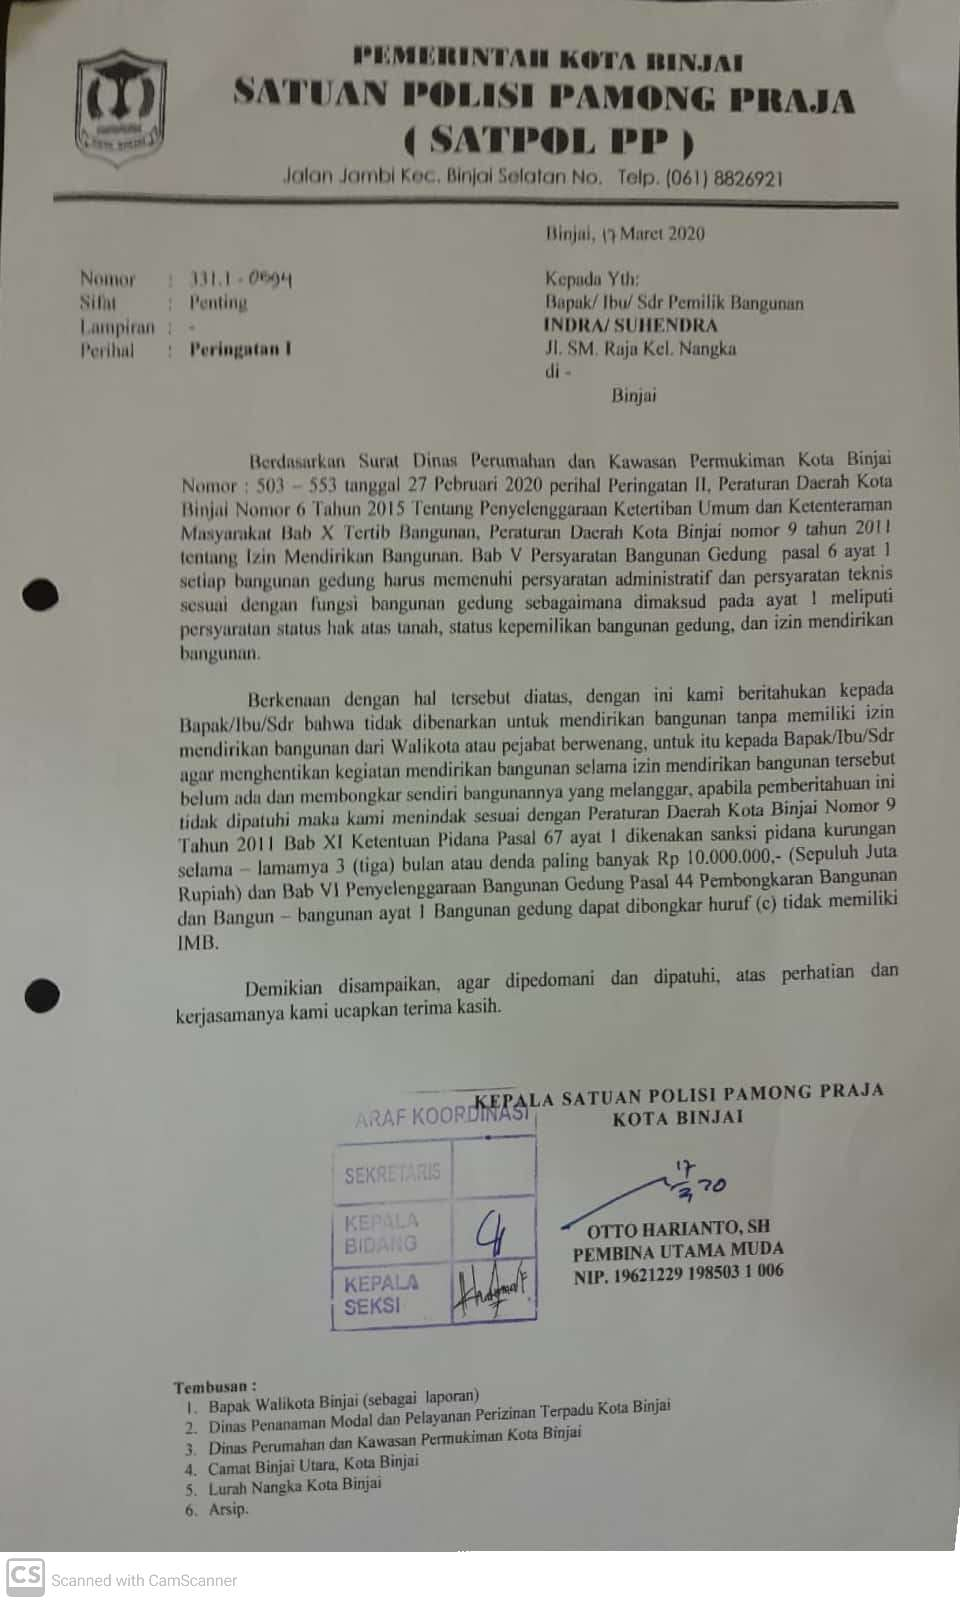 PEMERINTAH KOTA BINJAI
SATUAN POLISI PAMONG PRAJA
( SATPOL PP )
Jalan Jambi Kec. Binjai Selatan No. Telp. (061) 8826921
Binjai, 17 Maret 2020
Nomor : 331.1 -
Sifat : Penting
Lampiran : -
Perihal : Peringatan I
Kepada Yth:
Bapak/ Ibu/ Sdr Pemilik Bangunan
INDRA/ SUHENDRA
Jl. SM. Raja Kel. Nangka
di -
Binjai
Berdasarkan Surat Dinas Perumahan dan Kawasan Permukiman Kota Binjai
Nomor : 503 – 553 tanggal 27 Pebruari 2020 perihal Peringatan II, Peraturan Daerah Kota
Binjai Nomor 6 Tahun 2015 Tentang Penyelenggaraan Ketertiban Umum dan Ketenteraman
Masyarakat Bab X Tertib Bangunan, Peraturan Daerah Kota Binjai nomor 9 tahun 2011
tentang Izin Mendirikan Bangunan. Bab V Persyaratan Bangunan Gedung pasal 6 ayat 1
setiap bangunan gedung harus memenuhi persyaratan administratif dan persyaratan teknis
sesuai dengan fungsi bangunan gedung sebagaimana dimaksud pada ayat 1 meliputi
persyaratan status hak atas tanah, status kepemilikan bangunan gedung, dan izin mendirikan
bangunan.
Berkenaan dengan hal tersebut diatas, dengan ini kami beritahukan kepada
Bapak/Ibu/Sdr bahwa tidak dibenarkan untuk mendirikan bangunan tanpa memiliki izin
mendirikan bangunan dari Walikota atau pejabat berwenang, untuk itu kepada Bapak/Ibu/Sdr
agar menghentikan kegiatan mendirikan bangunan selama izin mendirikan bangunan tersebut
belum ada dan membongkar sendiri bangunannya yang melanggar, apabila pemberitahuan ini
tidak dipatuhi maka kami menindak sesuai dengan Peraturan Daerah Kota Binjai Nomor 9
Tahun 2011 Bab XI Ketentuan Pidana Pasal 67 ayat 1 dikenakan sanksi pidana kurungan
selama – lamamya 3 (tiga) bulan atau denda paling banyak Rp 10.000.000,- (Sepuluh Juta
Rupiah) dan Bab VI Penyelenggaraan Bangunan Gedung Pasal 44 Pembongkaran Bangunan
dan Bangun – bangunan ayat 1 Bangunan gedung dapat dibongkar huruf (c) tidak memiliki
IMB.
Demikian disampaikan, agar dipedomani dan dipatuhi, atas perhatian dan
kerjasamanya kami ucapkan terima kasih.
KEPALA SATUAN POLISI PAMONG PRAJA
KOTA BINJAI
17
3 20
OTTO HARIANTO, SH
PEMBINA UTAMA MUDA
NIP. 19621229 198503 1 006
ARAF KOORDINASI
SEKRETARIS
KEPALA
BIDANG
KEPALA
SEKSI
Tembusan :
1. Bapak Walikota Binjai (sebagai laporan)
2. Dinas Penanaman Modal dan Pelayanan Perizinan Terpadu Kota Binjai
3. Dinas Perumahan dan Kawasan Permukiman Kota Binjai
4. Camat Binjai Utara, Kota Binjai
5. Lurah Nangka Kota Binjai
6. Arsip.
CS Scanned with CamScanner